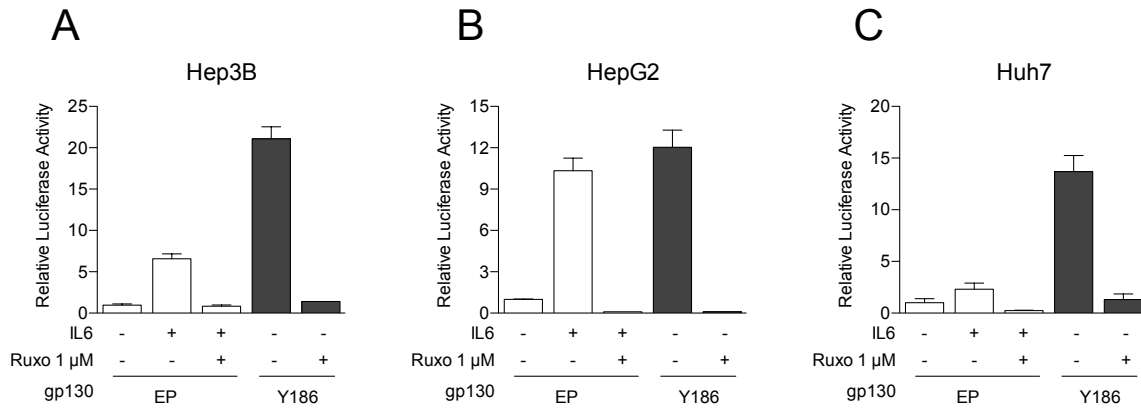 A
B
C
Hep3B
HepG2
Huh7
Relative Luciferase Activity
25
20
15
10
5
0
Relative Luciferase Activity
15
12
9
6
3
0
Relative Luciferase Activity
20
15
10
5
0
IL6 - + + - -
Ruxo 1 µM - - + - +
gp130 EP Y186
IL6 - + + - -
Ruxo 1 µM - - + - +
gp130 EP Y186
IL6 - + + - -
Ruxo 1 µM - - + - +
gp130 EP Y186